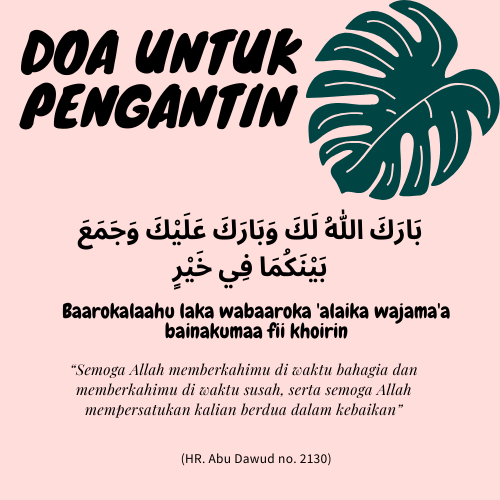 DOA UNTUK
PENGANTIN
بَارَكَ اللّٰهُ لَكَ وَبَارَكَ عَلَيْكَ وَجَمَعَ
بَيْنَكُمَا فِي خَيْرٍ
Baarokalaahu laka wabaaroka 'alaika wajama'a
bainakumaa fii khoirin
“Semoga Allah memberkahimu di waktu bahagia dan
memberkahimu di waktu susah, serta semoga Allah
mempersatukan kalian berdua dalam kebaikan”
(HR. Abu Dawud no. 2130)